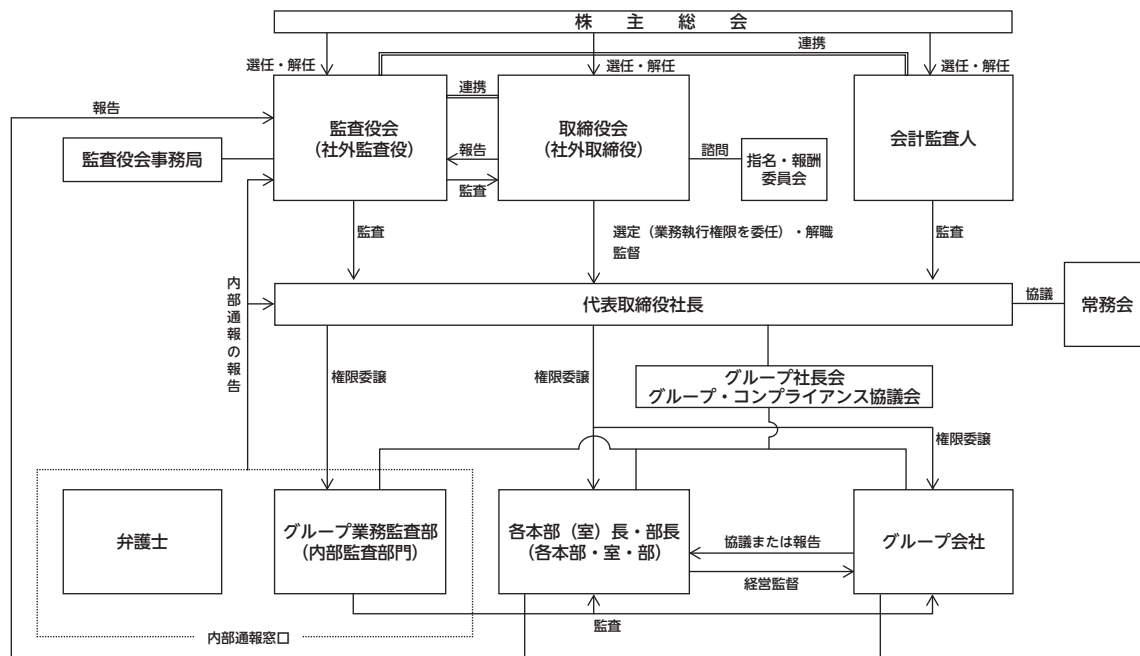 株主総会
連携
選任・解任
選任・解任
選任・解任
報告
監査役会
（社外監査役）
連携
取締役会
（社外取締役）
会計監査人
監査役会事務局
報告
監査
諮問
指名・報酬
委員会
監査
選定（業務執行権限を委任）・解職
監督
監査
内部通報の報告
代表取締役社長
協議
常務会
権限委譲
権限委譲
グループ社長会
グループ・コンプライアンス協議会
権限委譲
弁護士
グループ業務監査部
（内部監査部門）
各本部（室）長・部長
（各本部・室・部）
協議または報告
経営監督
グループ会社
監査
内部通報窓口